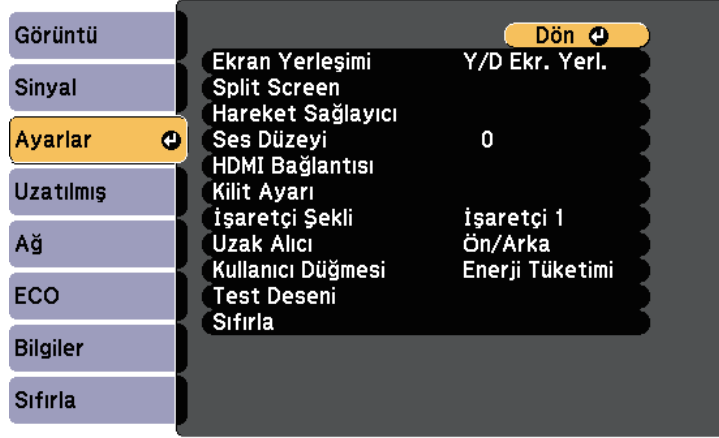 Görüntü
Sinyal
Ayarlar
Uzatılmış
Ağ
ECO
Bilgiler
Sıfırla
Dön
Ekran Yerleşimi Y/D Ekr. Yerl.
Split Screen
Hareket Sağlayıcı
Ses Düzeyi 0
HDMI Bağlantısı
Kilit Ayarı
İşaretçi Şekli İşaretçi 1
Uzak Alıcı Ön/Arka
Kullanıcı Düğmesi Enerji Tüketimi
Test Deseni
Sıfırla